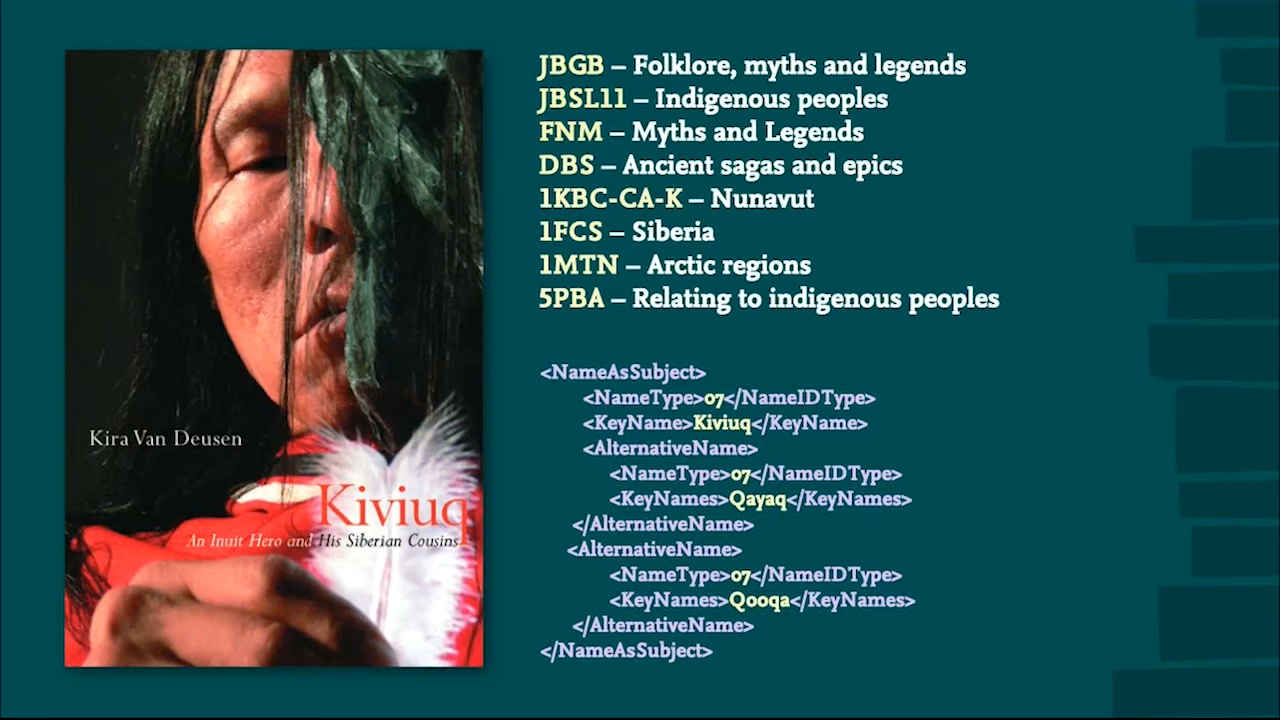 Kira Van Deusen
Kiviuq
An Inuit Hero and His Siberian Cousins
JBGB – Folklore, myths and legends
JBSL11 – Indigenous peoples
FNM – Myths and Legends
DBS – Ancient sagas and epics
1KBC-CA-K – Nunavut
1FCS – Siberia
1MTN – Arctic regions
5PBA – Relating to indigenous peoples
<NameAsSubject>
<NameType>07</NameIDType>
<KeyName>Kiviuq</KeyName>
<AlternativeName>
<NameType>07</NameIDType>
<KeyNames>Qayaq</KeyNames>
</AlternativeName>
<AlternativeName>
<NameType>07</NameIDType>
<KeyNames>Qooqa</KeyNames>
</AlternativeName>
</NameAsSubject>